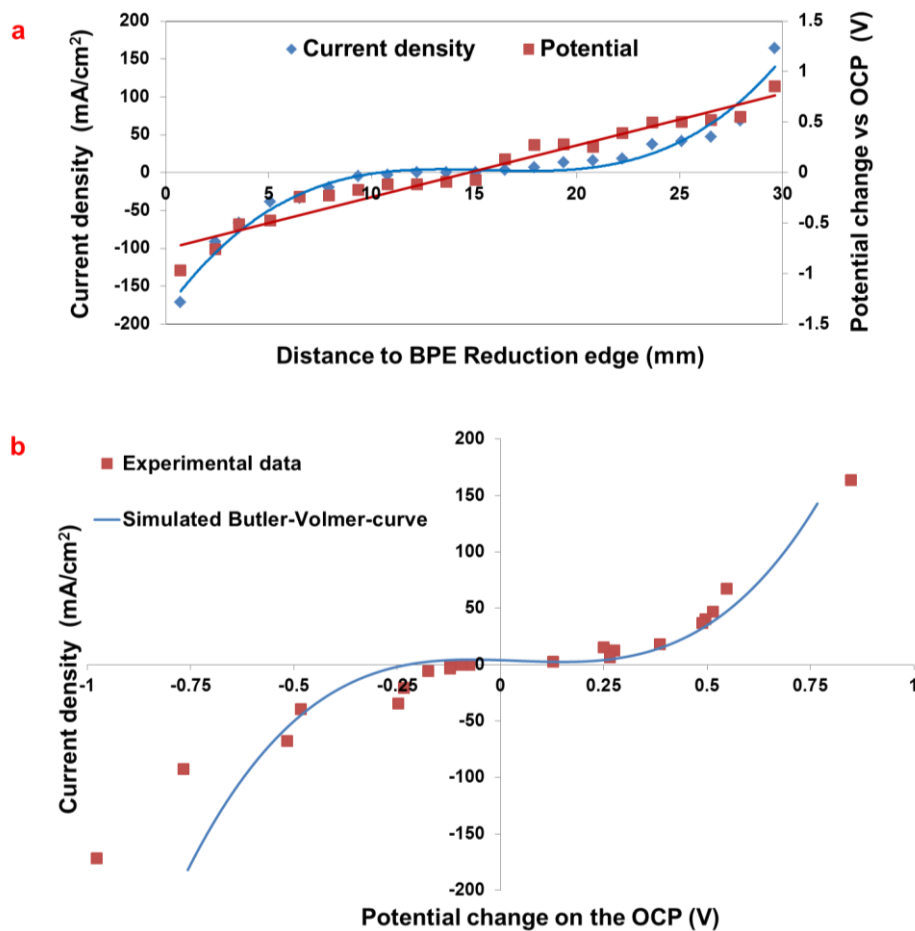 a
Current density (mA/cm²)
200
150
100
50
0
-50
-100
-150
-200
Current density
Potential
1.5
1
0.5
0
-0.5
-1
-1.5
Potential change vs OCP (V)
0 5 10 15 20 25 30
Distance to BPE Reduction edge (mm)
b
Experimental data
Simulated Butler-Volmer-curve
Current density (mA/cm²)
200
150
100
50
0
-50
-100
-150
-200
-1 -0.75 -0.5 -0.25 0 0.25 0.5 0.75 1
Potential change on the OCP (V)